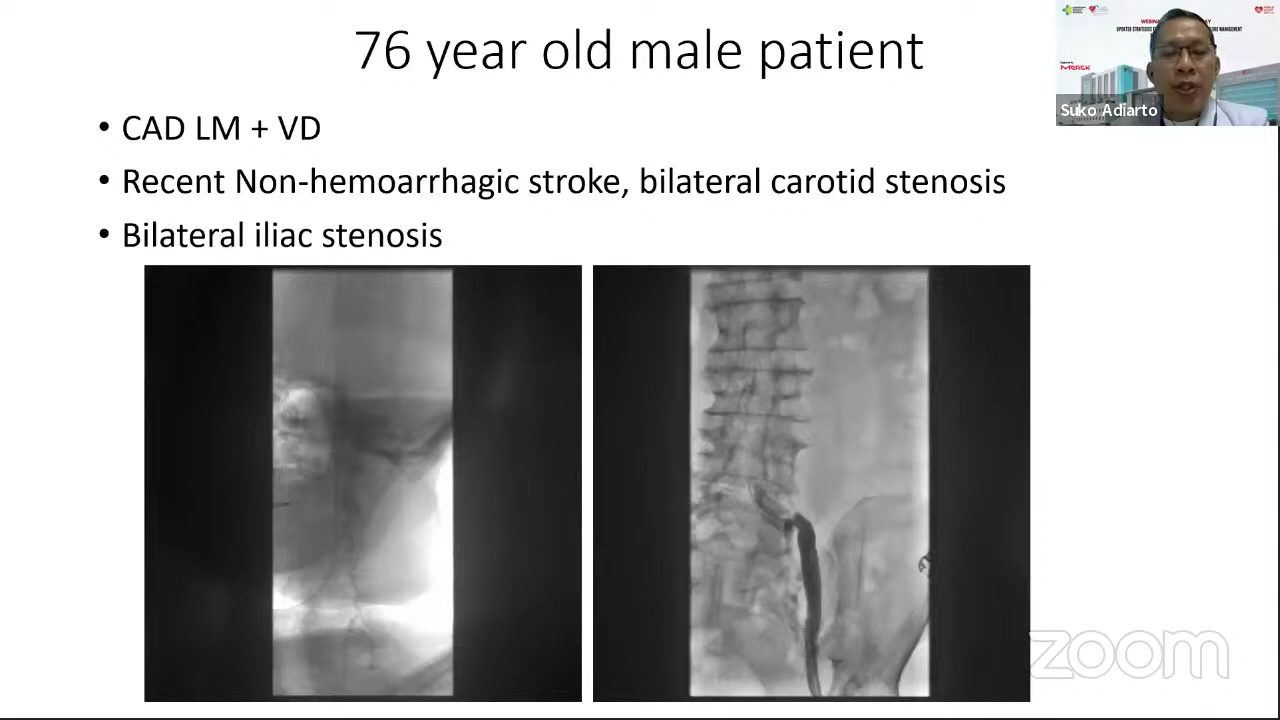 76 year old male patient
• CAD LM + VD
• Recent Non-hemoarrhagic stroke, bilateral carotid stenosis
• Bilateral iliac stenosis
MERCK
Suko Adiarto
zoom